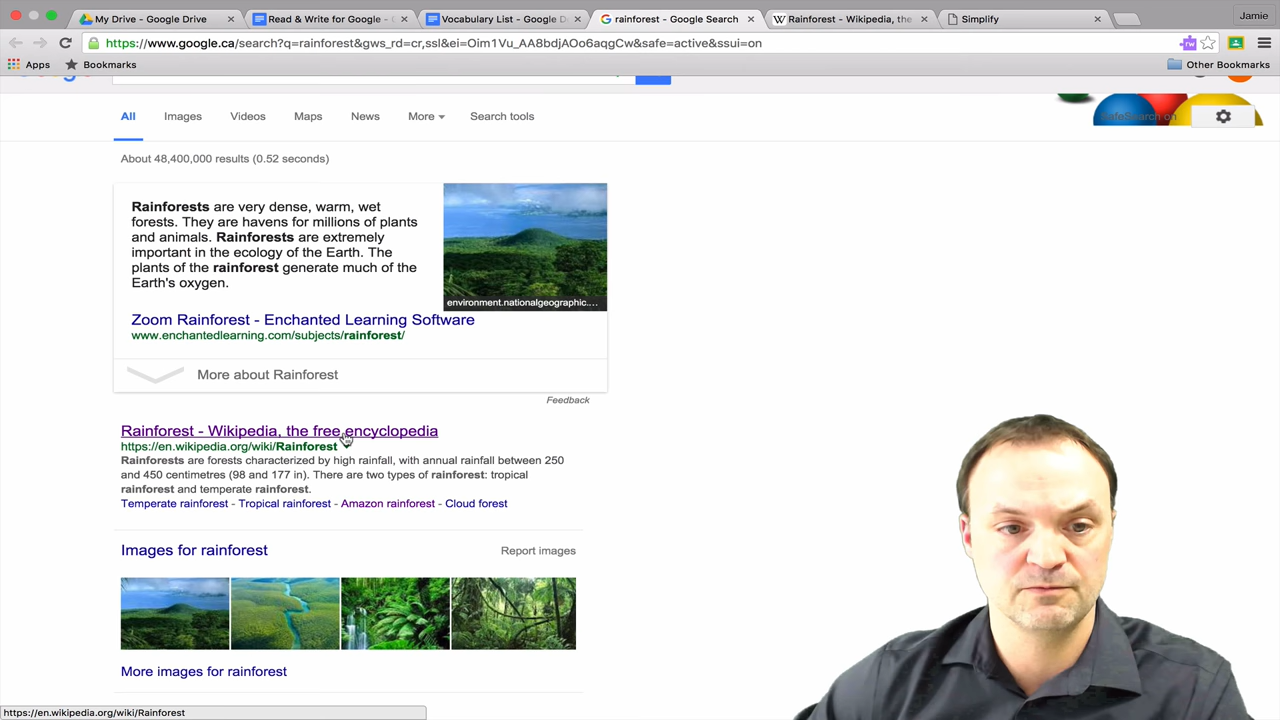 My Drive - Google Drive
Read & Write for Google -
Vocabulary List - Google D
rainforest - Google Search
Rainforest - Wikipedia, the
Simplify
Jamie
https://www.google.ca/search?q=rainforest&gws_rd=cr,ssl&ei=Oim1Vu_AA8bdjAOo6aqgCw&safe=active&ssui=on
rw
Apps
Bookmarks
Other Bookmarks
All
Images
Videos
Maps
News
More
Search tools
SafeSearch on
About 48,400,000 results (0.52 seconds)
Rainforests are very dense, warm, wet
forests. They are havens for millions of plants
and animals. Rainforests are extremely
important in the ecology of the Earth. The
plants of the rainforest generate much of the
Earth's oxygen.
environment.nationalgeographic....
Zoom Rainforest - Enchanted Learning Software
www.enchantedlearning.com/subjects/rainforest/
More about Rainforest
Feedback
Rainforest - Wikipedia, the free encyclopedia
https://en.wikipedia.org/wiki/Rainforest
Rainforests are forests characterized by high rainfall, with annual rainfall between 250
and 450 centimetres (98 and 177 in). There are two types of rainforest: tropical
rainforest and temperate rainforest.
Temperate rainforest - Tropical rainforest - Amazon rainforest - Cloud forest
Images for rainforest
Report images
More images for rainforest
https://en.wikipedia.org/wiki/Rainforest